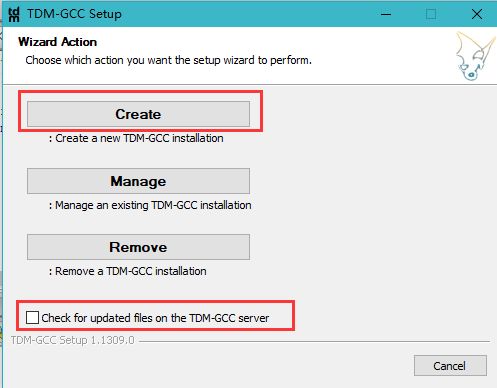 tdm TDM-GCC Setup
Wizard Action
Choose which action you want the setup wizard to perform.
Create
: Create a new TDM-GCC installation
Manage
: Manage an existing TDM-GCC installation
Remove
: Remove a TDM-GCC installation
Check for updated files on the TDM-GCC server
TDM-GCC Setup 1.1309.0
Cancel